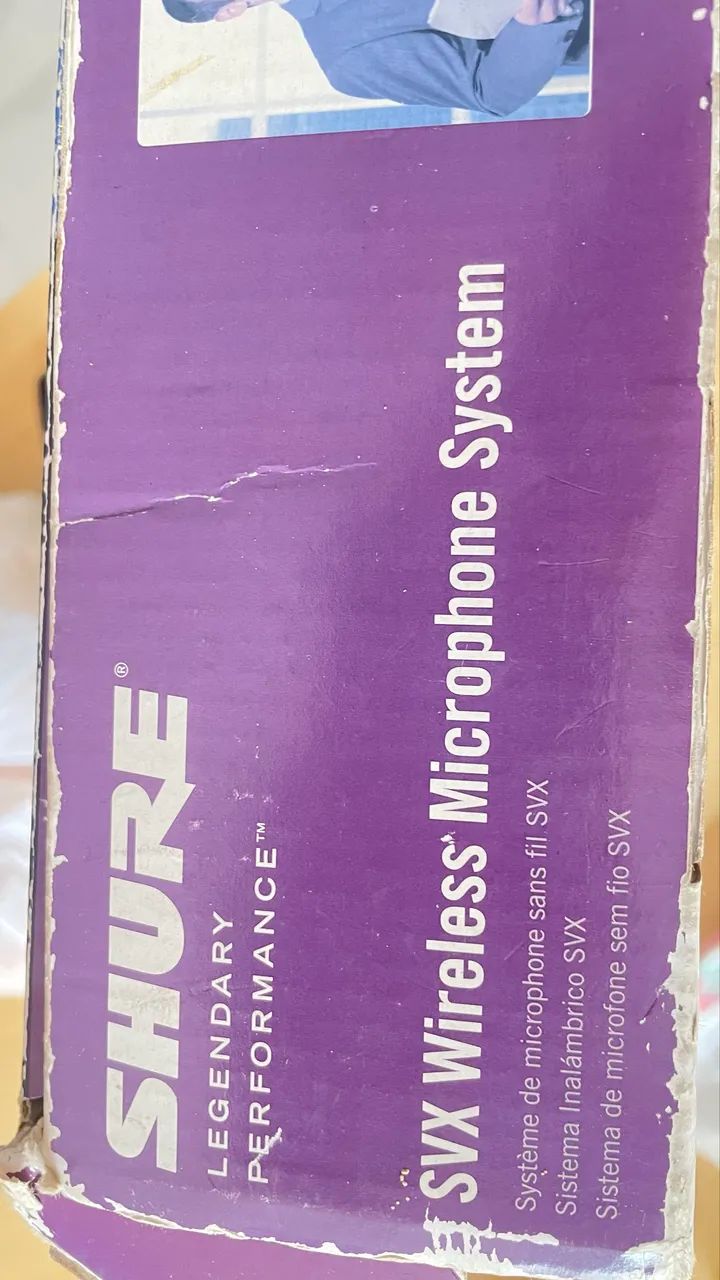 SHURE®
LEGENDARY
PERFORMANCE™
SVX Wireless Microphone System
Système de microphone sans fil SVX
Sistema Inalámbrico SVX
Sistema de microfone sem fio SVX